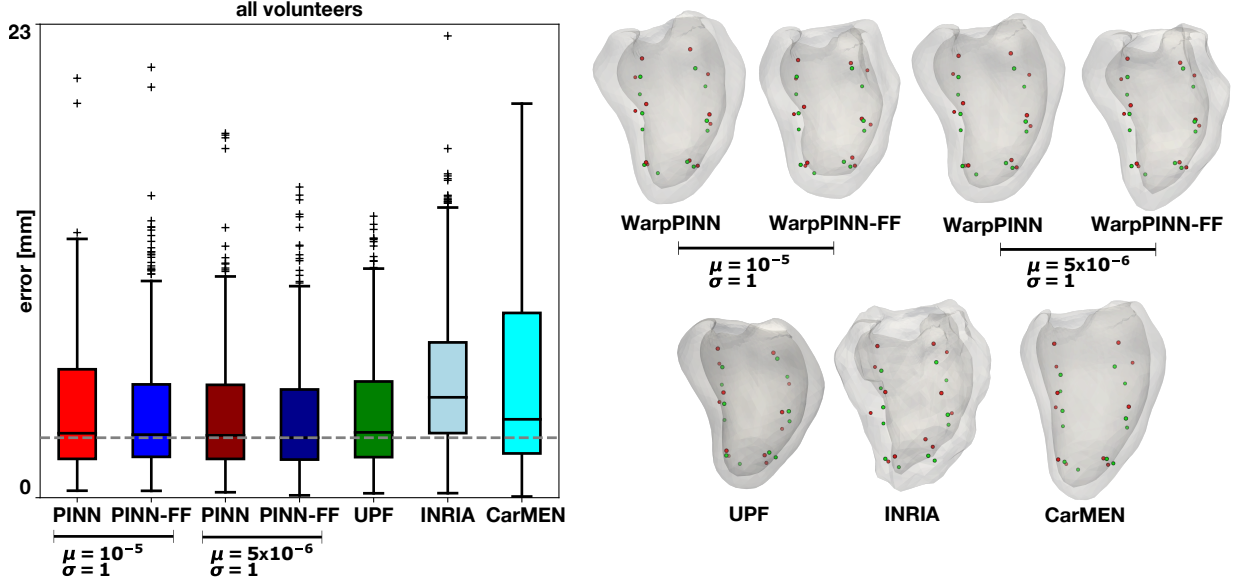 all volunteers
23
error [mm]
0
PINN PINN-FF PINN PINN-FF UPF INRIA CarMEN
μ = 10⁻⁵ μ = 5x10⁻⁶
σ = 1 σ = 1
WarpPINN WarpPINN-FF WarpPINN WarpPINN-FF
μ = 10⁻⁵ μ = 5x10⁻⁶
σ = 1 σ = 1
UPF INRIA CarMEN